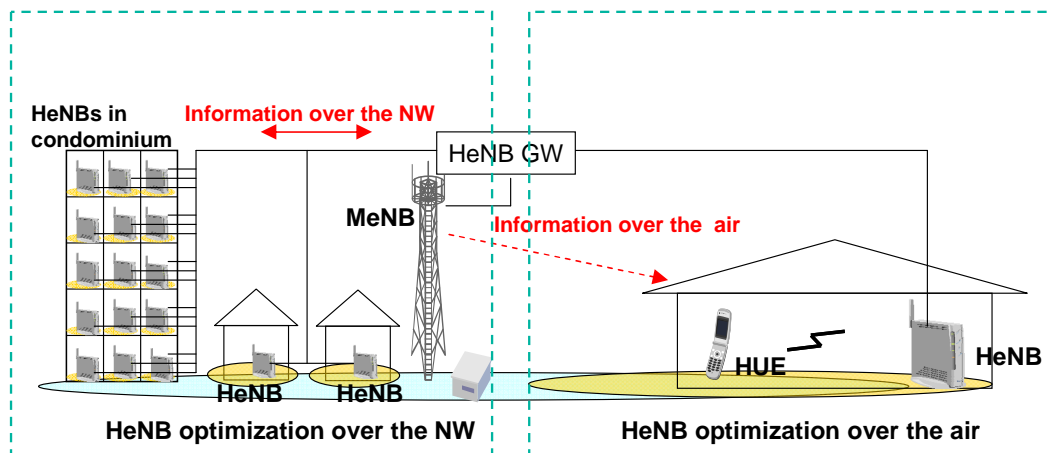 HeNBs in
condominium
Information over the NW
HeNB GW
MeNB
Information over the air
HUE
HeNB
HeNB
HeNB
HeNB optimization over the NW
HeNB optimization over the air